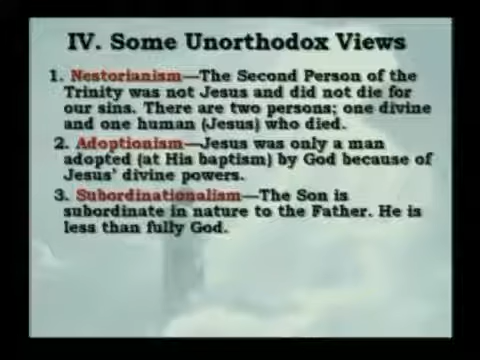 IV. Some Unorthodox Views
1. Nestorianism—The Second Person of the
Trinity was not Jesus and did not die for
our sins. There are two persons; one divine
and one human (Jesus) who died.
2. Adoptionism—Jesus was only a man
adopted (at His baptism) by God because of
Jesus' divine powers.
3. Subordinationalism—The Son is
subordinate in nature to the Father. He is
less than fully God.